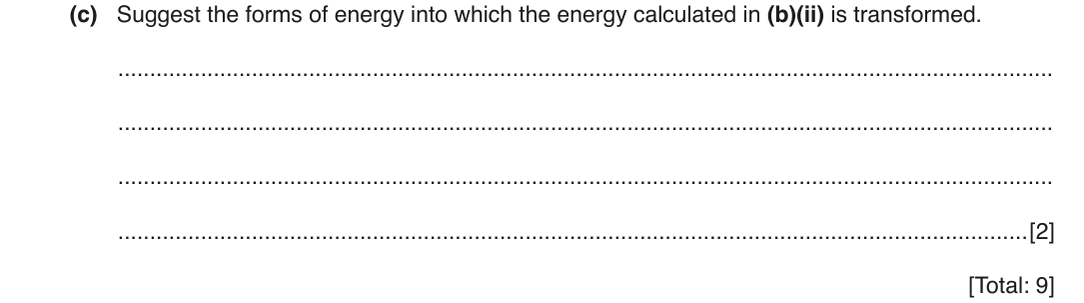 (c) Suggest the forms of energy into which the energy calculated in (b)(ii) is transformed.
..........................................................................................................................................
..........................................................................................................................................
..........................................................................................................................................
......................................................................................................................................[2]
[Total: 9]